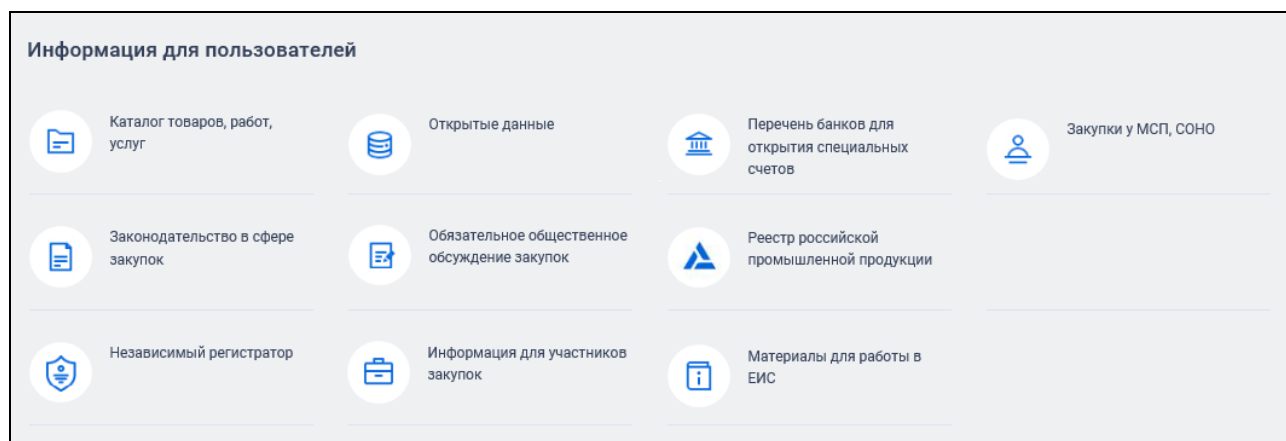 Информация для пользователей
Каталог товаров, работ,
услуг
Открытые данные
Перечень банков для
открытия специальных
счетов
Закупки у МСП, СОНО
Законодательство в сфере
закупок
Обязательное общественное
обсуждение закупок
Реестр российской
промышленной продукции
Независимый регистратор
Информация для участников
закупок
Материалы для работы в
ЕИС